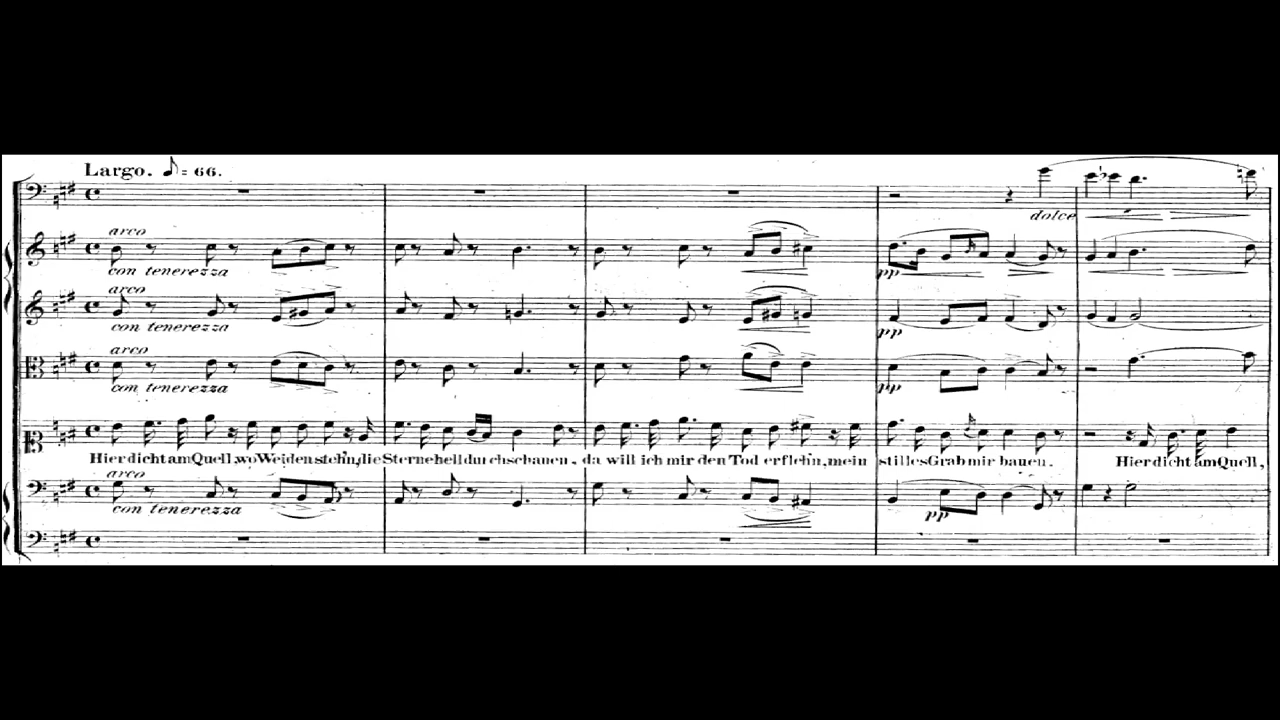 Largo. ♪= 66.
dolce
arco
con tenerezza
pp
arco
con tenerezza
pp
arco
con tenerezza
pp
Hier dicht am Quell, wo Weiden stehn, die Sterne hell durchschauen, da will ich mir den Tod erflehn, mein stilles Grab mir bauen. Hier dicht am Quell,
arco
con tenerezza
pp